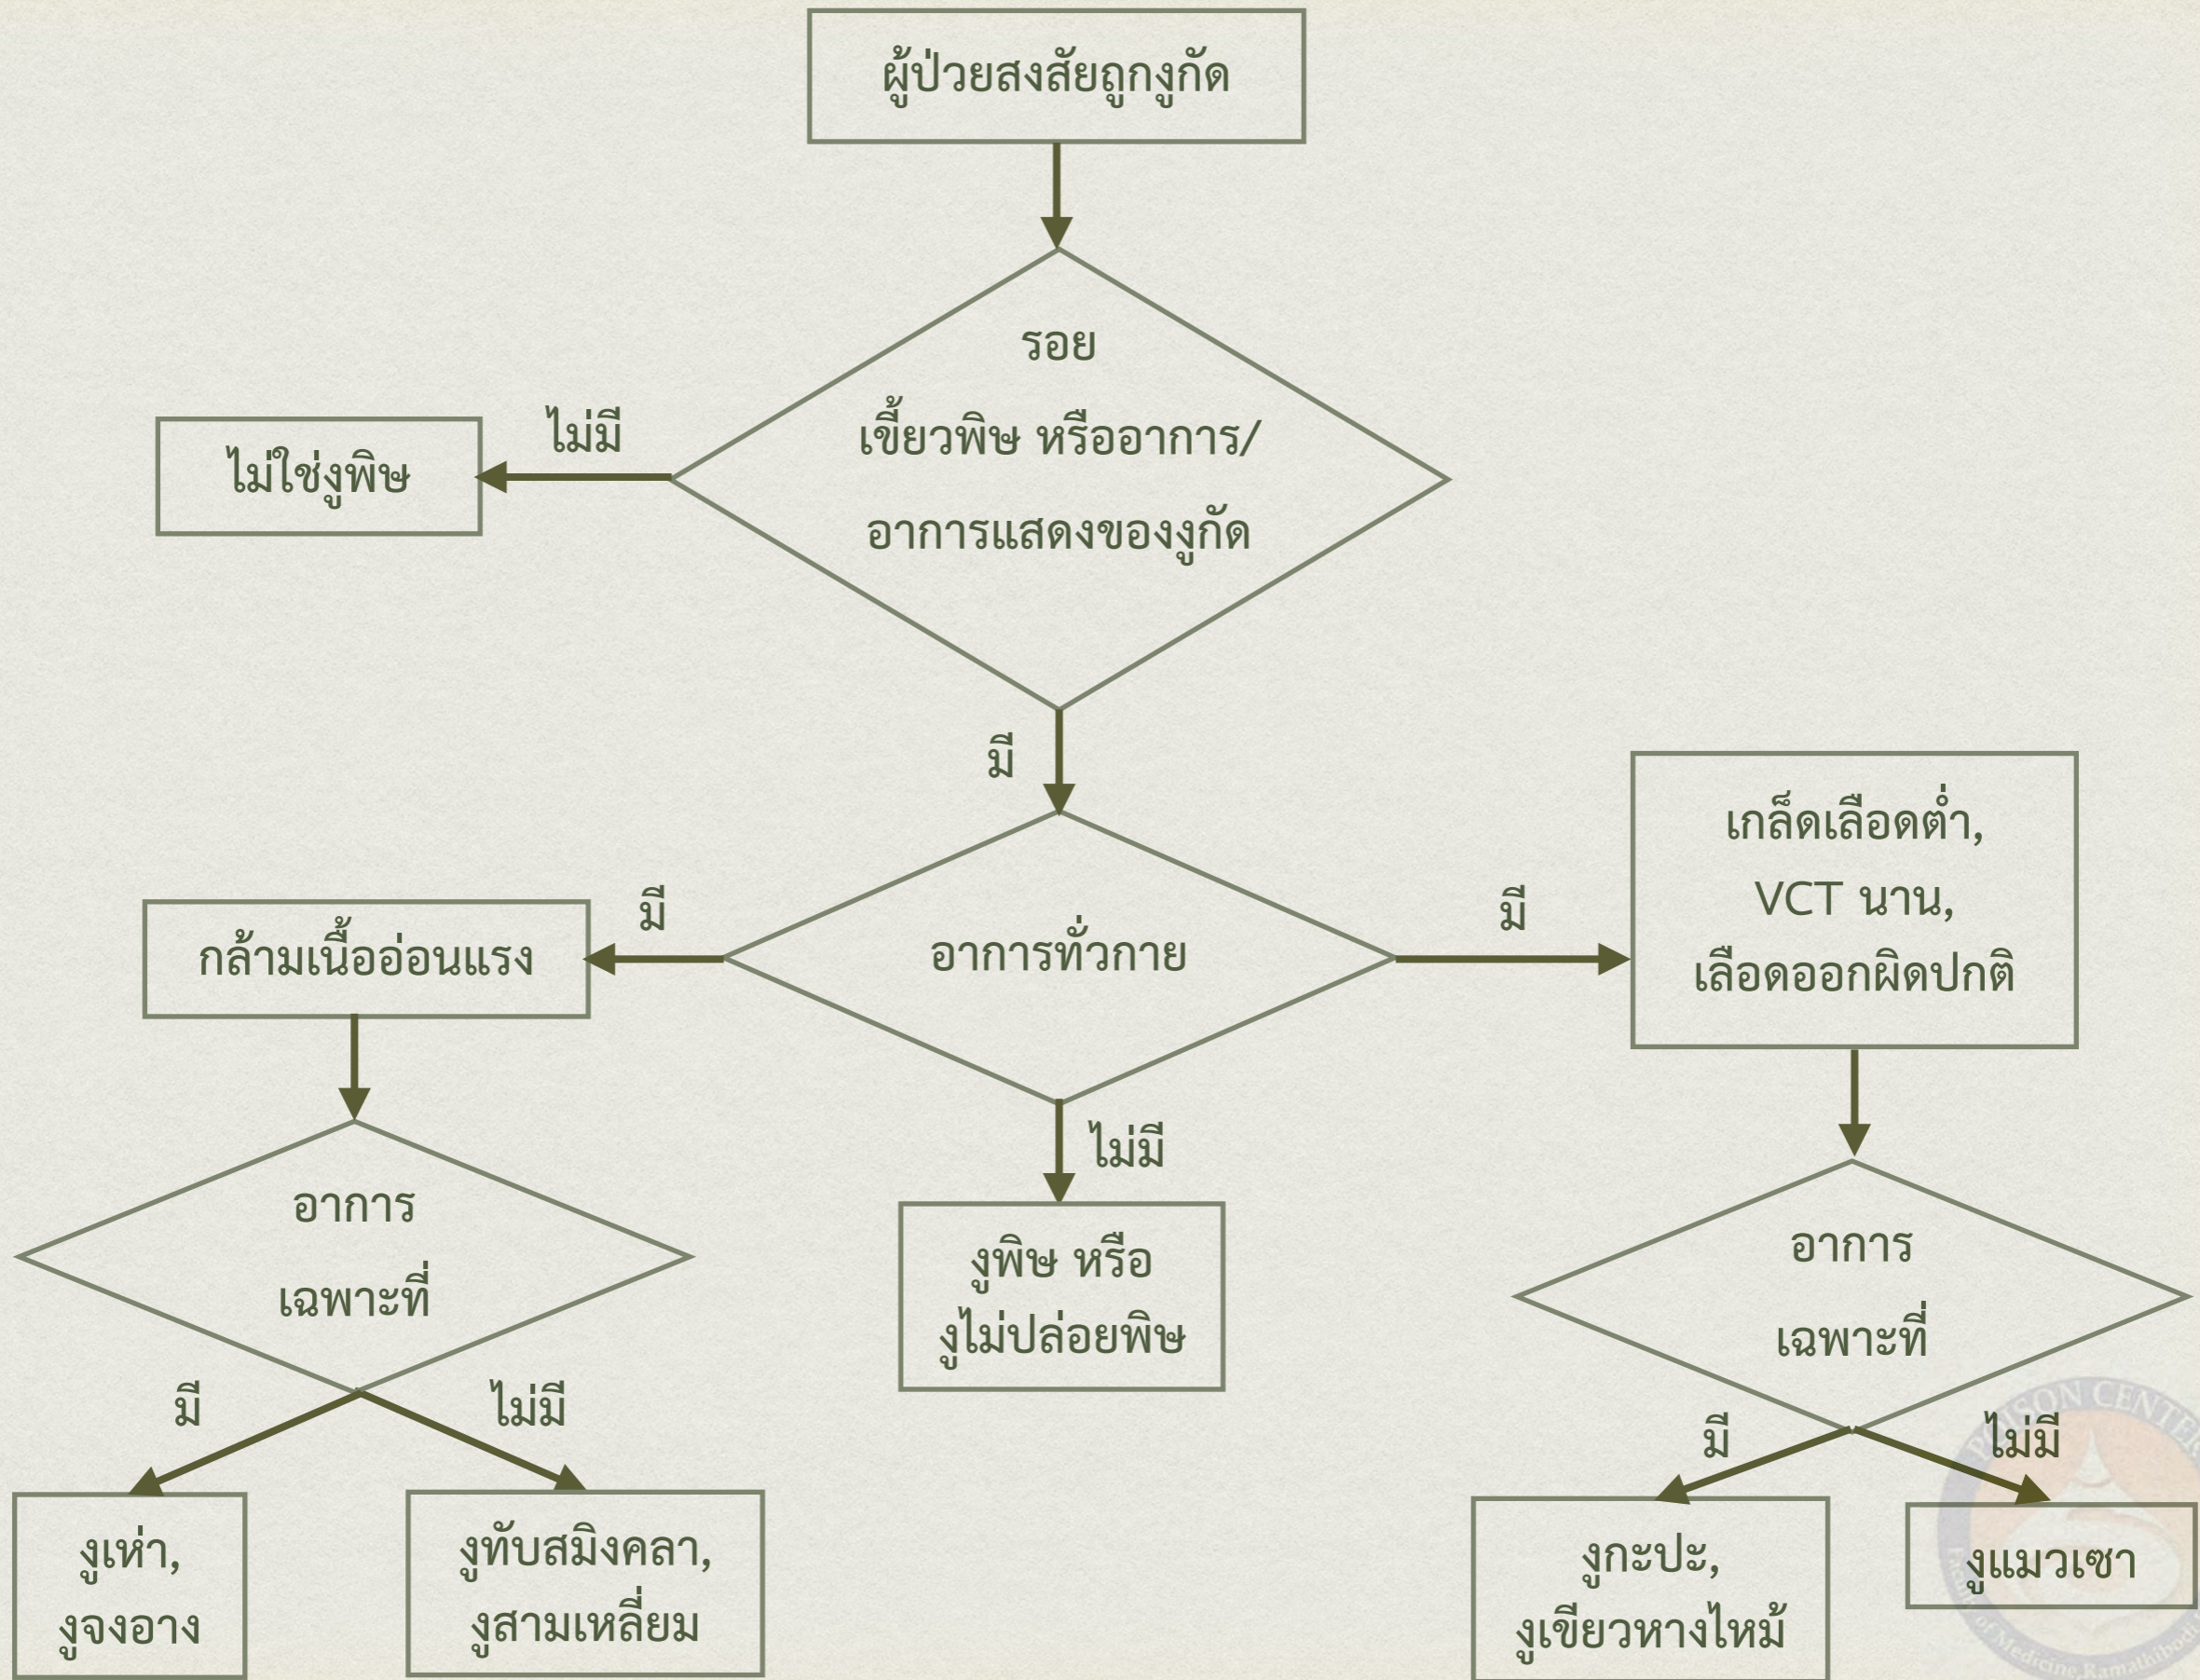 ผู้ป่วยสงสัยถูกงูกัด
รอย
เขี้ยวพิษ หรืออาการ/
อาการแสดงของงูกัด
ไม่มี
ไม่ใช่งูพิษ
มี
อาการทั่วกาย
มี
กล้ามเนื้ออ่อนแรง
มี
เกล็ดเลือดต่ำ,
VCT นาน,
เลือดออกผิดปกติ
ไม่มี
งูพิษ หรือ
งูไม่ปล่อยพิษ
อาการ
เฉพาะที่
มี
ไม่มี
งูเห่า,
งูจงอาง
งูทับสมิงคลา,
งูสามเหลี่ยม
อาการ
เฉพาะที่
มี
ไม่มี
งูกะปะ,
งูเขียวหางไหม้
งูแมวเซา
POISON CENTER
of Medicine Ramathibodi